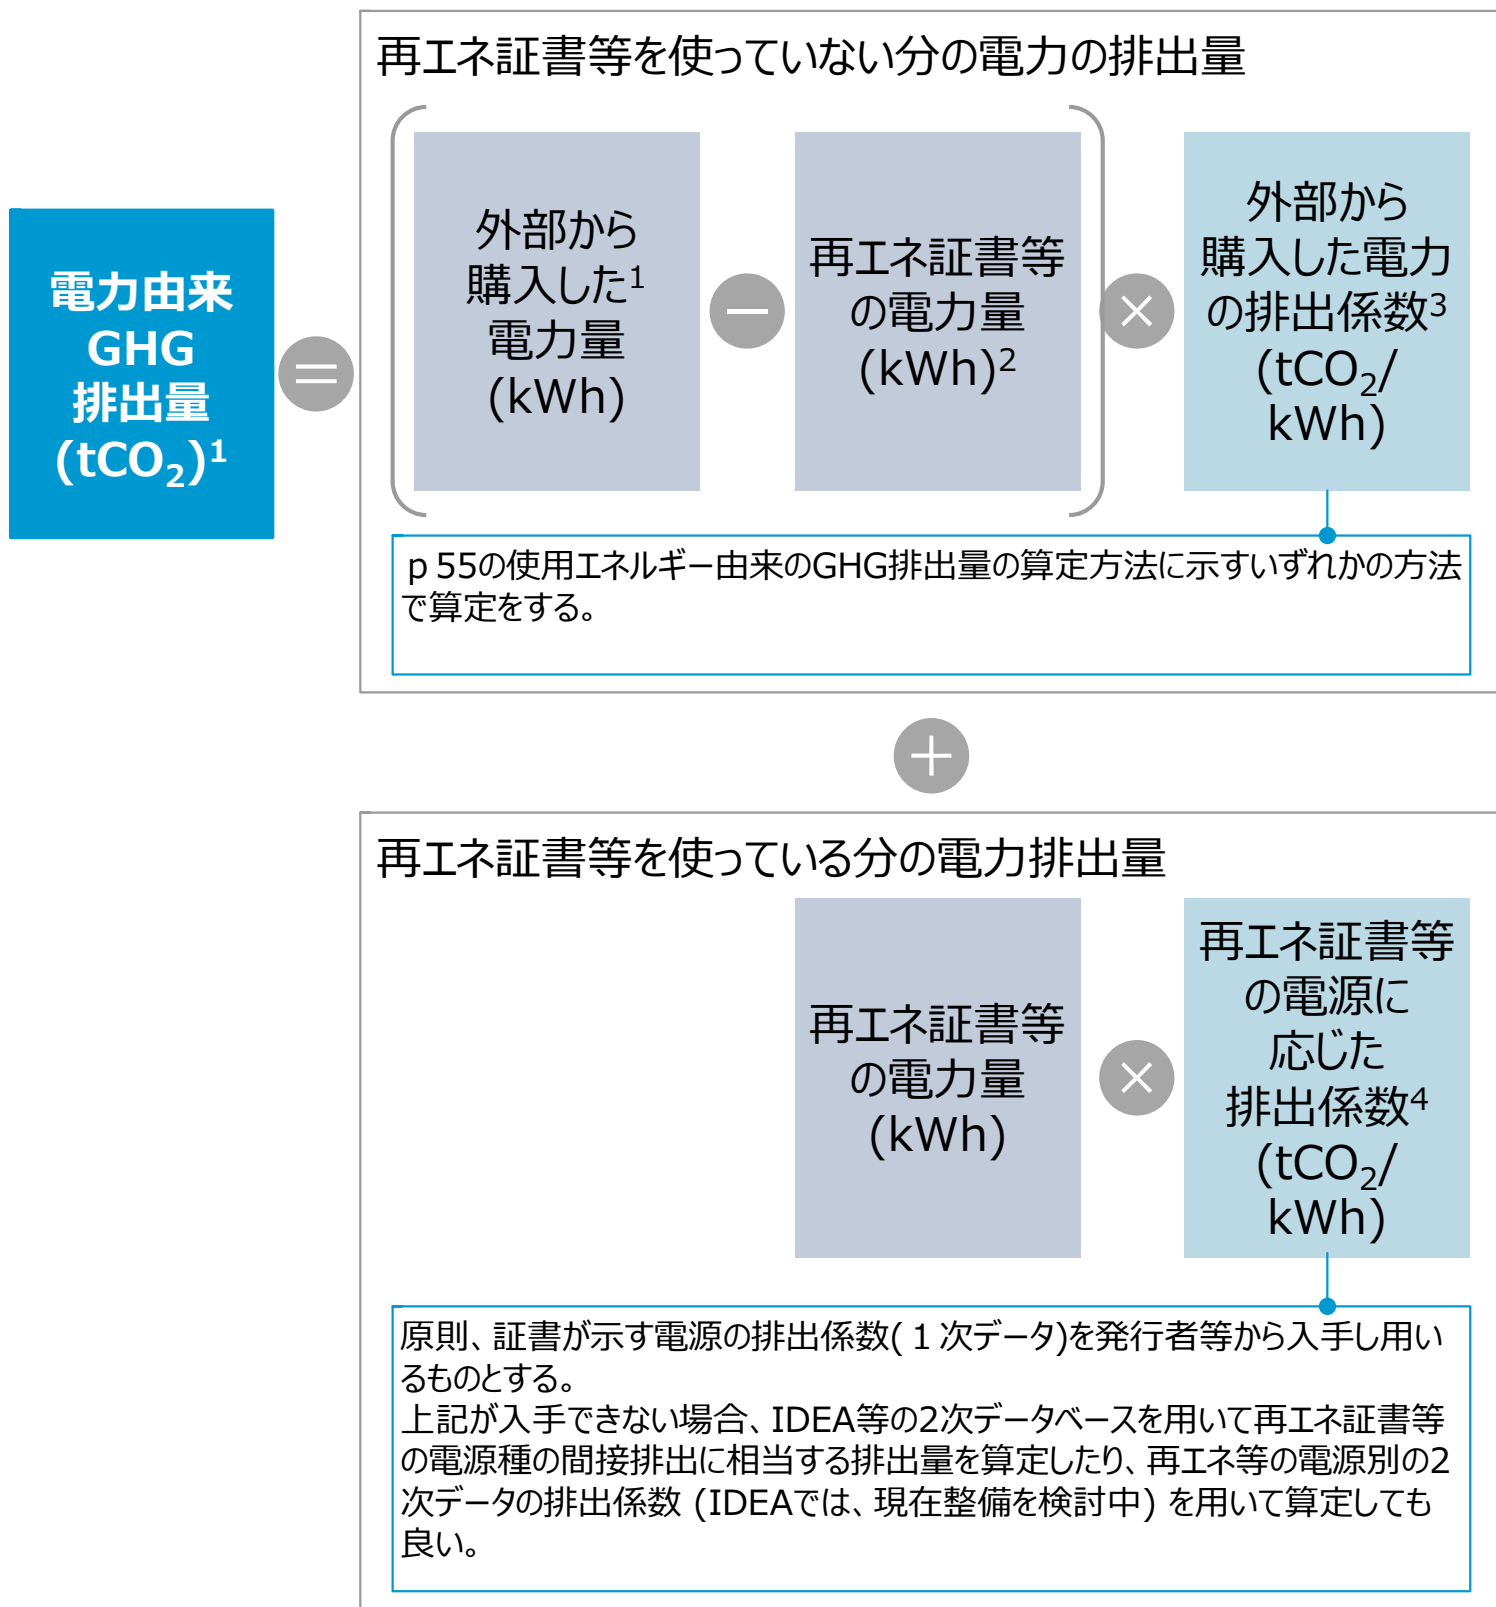 再エネ証書等を使っていない分の電力の排出量
電力由来
GHG
排出量
(tCO₂)¹
=
外部から
購入した¹
電力量
(kWh)
−
再エネ証書等
の電力量
(kWh)²
×
外部から
購入した電力
の排出係数³
(tCO₂/
kWh)
p 55の使用エネルギー由来のGHG排出量の算定方法に示すいずれかの方法
で算定をする。
+
再エネ証書等を使っている分の電力排出量
再エネ証書等
の電力量
(kWh)
×
再エネ証書等
の電源に
応じた
排出係数⁴
(tCO₂/
kWh)
原則、証書が示す電源の排出係数(１次データ)を発行者等から入手し用い
るものとする。
上記が入手できない場合、IDEA等の2次データベースを用いて再エネ証書等
の電源種の間接排出に相当する排出量を算定したり、再エネ等の電源別の2
次データの排出係数 (IDEAでは、現在整備を検討中) を用いて算定しても
良い。